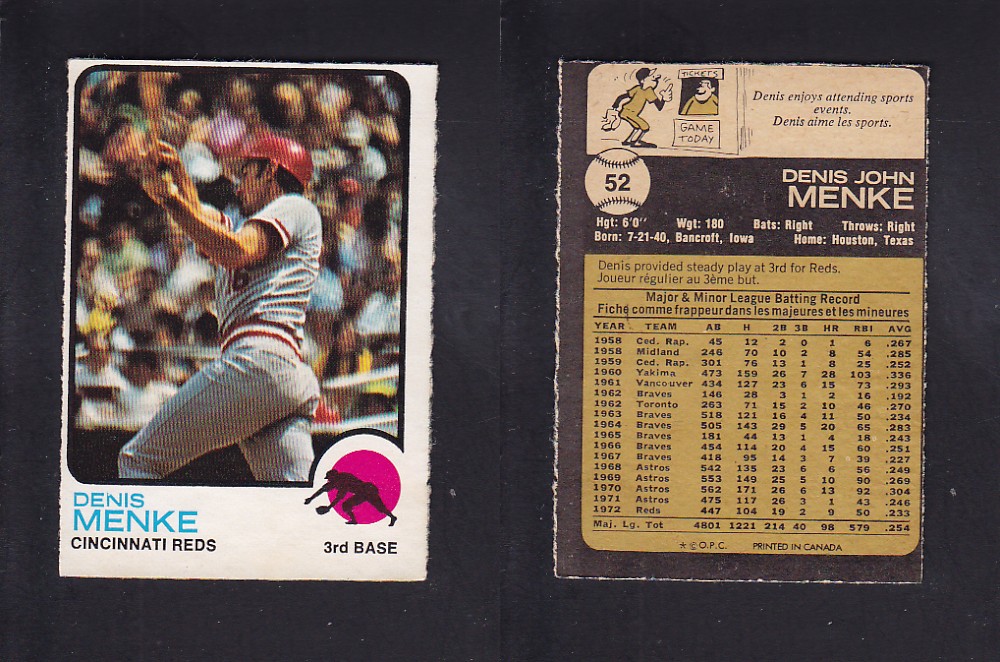 DENIS
MENKE
CINCINNATI REDS
3rd BASE
TICKETS
GAME
TODAY
Denis enjoys attending sports
events.
Denis aime les sports.
52
DENIS JOHN
MENKE
Hgt: 6'0" Wgt: 180 Bats: Right Throws: Right
Born: 7-21-40, Bancroft, Iowa Home: Houston, Texas
Denis provided steady play at 3rd for Reds.
Joueur régulier au 3ème but.
Major & Minor League Batting Record
Fiche comme frappeur dans les majeures et les mineures
YEAR TEAM AB H 2B 3B HR RBI AVG
1958 Ced. Rap. 45 12 2 0 1 6 .267
1958 Midland 246 70 10 2 8 54 .285
1959 Ced. Rap. 301 76 13 1 8 25 .252
1960 Yakima 473 159 26 7 28 103 .336
1961 Vancouver 434 127 23 6 15 73 .293
1962 Braves 146 28 3 1 2 16 .192
1962 Toronto 263 71 15 2 10 46 .270
1963 Braves 518 121 16 4 11 50 .234
1964 Braves 505 143 29 5 20 65 .283
1965 Braves 181 44 13 1 4 18 .243
1966 Braves 454 114 20 4 15 60 .251
1967 Braves 418 95 14 3 7 39 .227
1968 Astros 542 135 23 6 6 56 .249
1969 Astros 553 149 25 5 10 90 .269
1970 Astros 562 171 26 6 13 92 .304
1971 Astros 475 117 26 3 1 43 .246
1972 Reds 447 104 19 2 9 50 .233
Maj. Lg. Tot 4801 1221 214 40 98 579 .254
★ © O.P.C. PRINTED IN CANADA